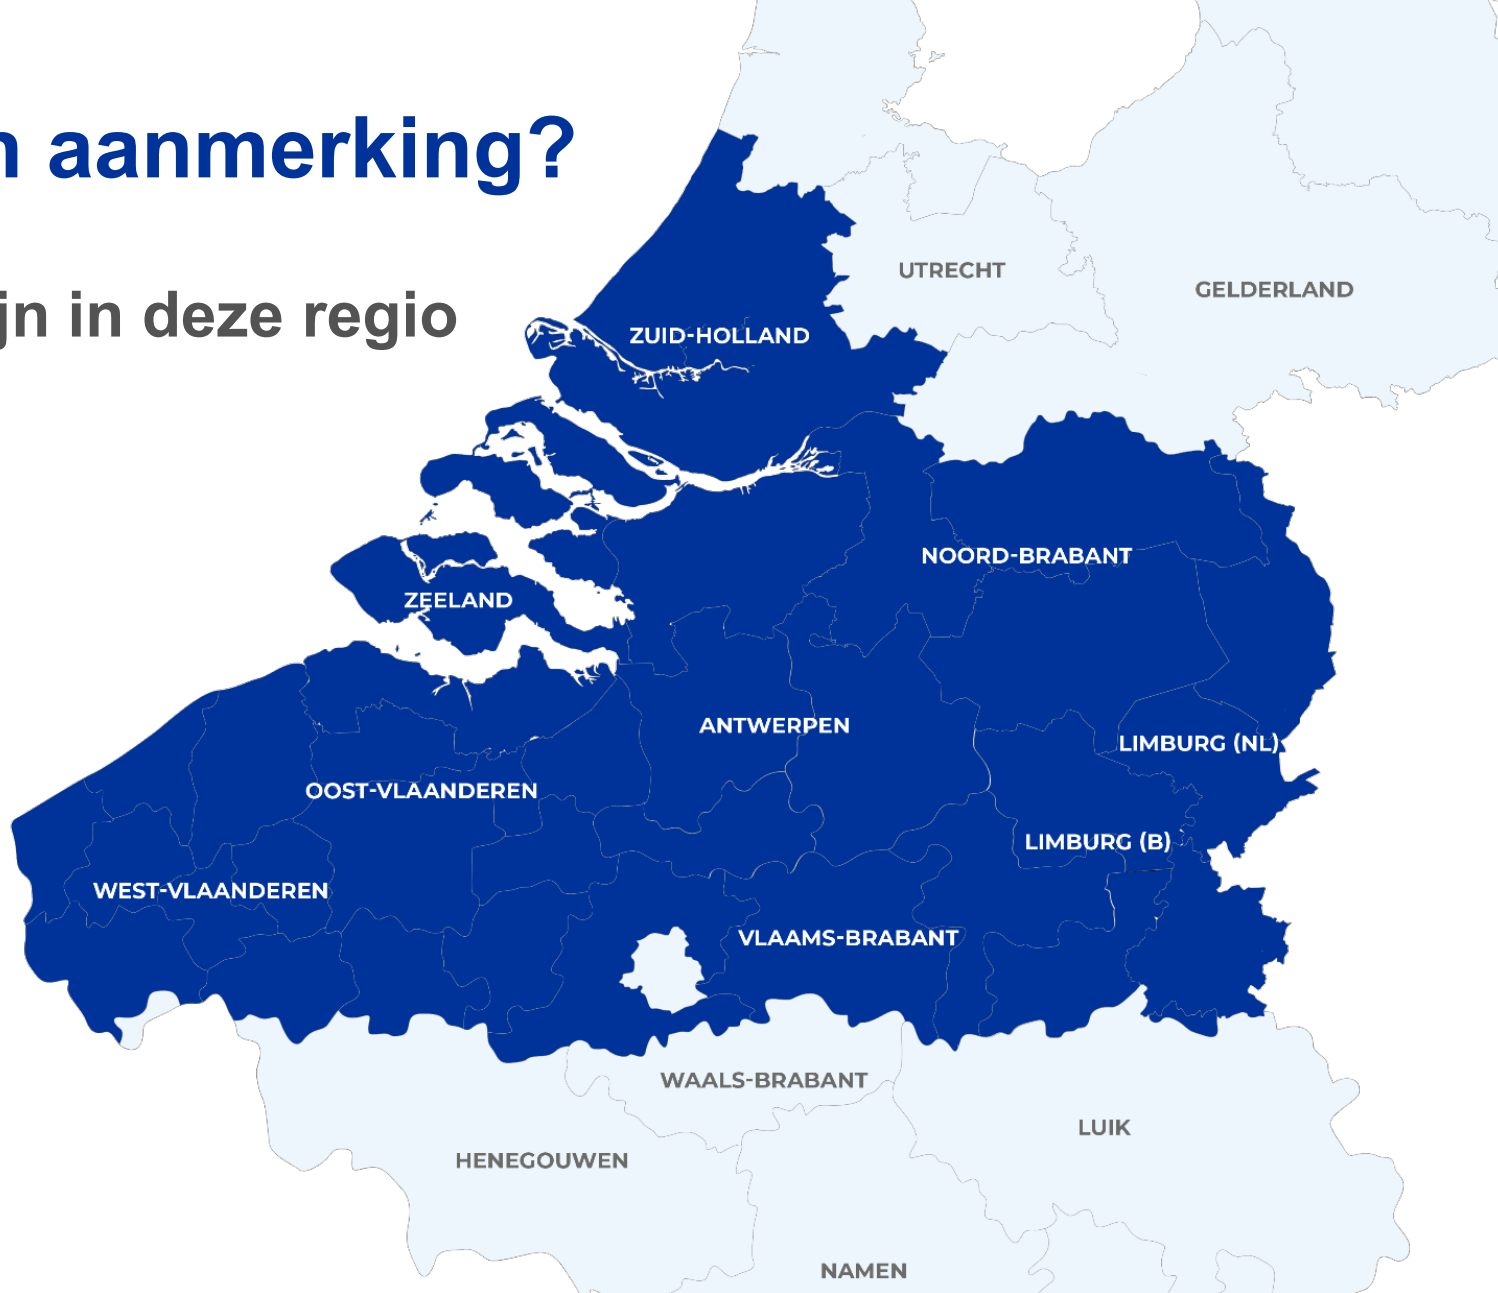 n aanmerking?
UTRECHT
GELDERLAND
jn in deze regio
ZUID-HOLLAND
NOORD-BRABANT
ZEELAND
ANTWERPEN
LIMBURG (NL)
OOST-VLAANDEREN
LIMBURG (B)
WEST-VLAANDEREN
VLAAMS-BRABANT
WAALS-BRABANT
LUIK
HENEGOUWEN
NAMEN